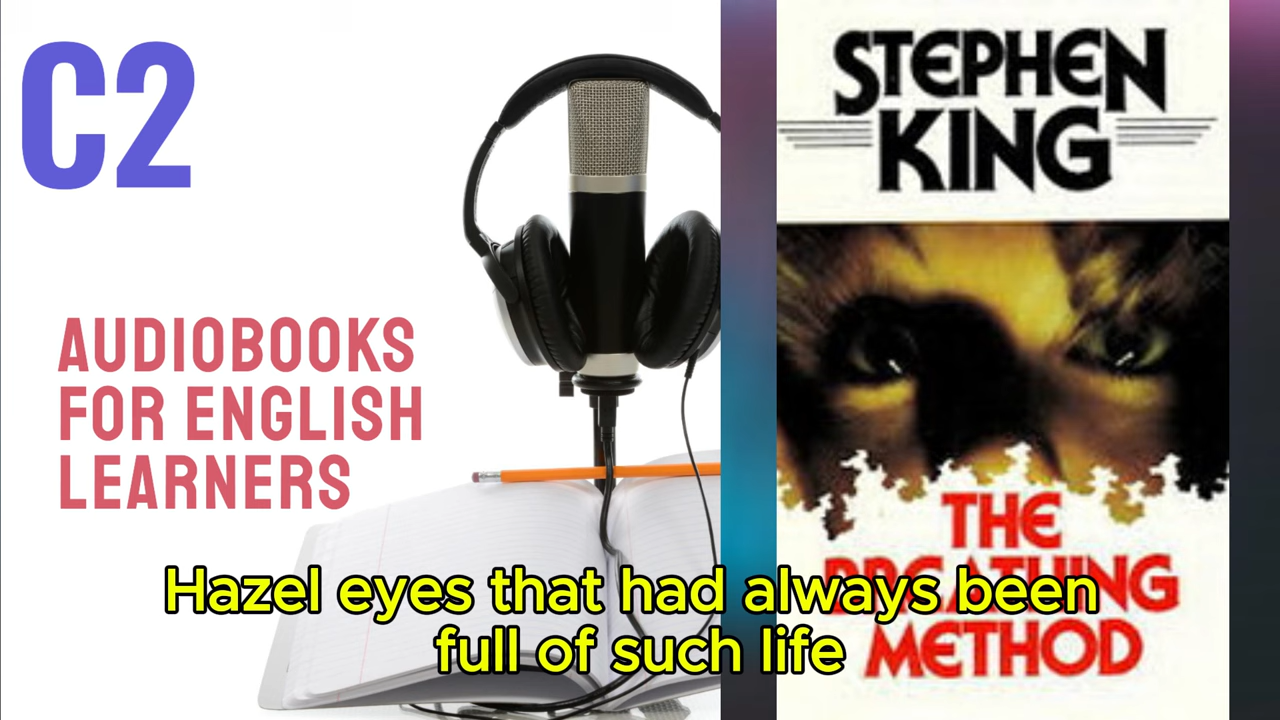 C2
AUDIOBOOKS
FOR ENGLISH
LEARNERS
STEPHEN
KING
THE
BREATHING
METHOD
Hazel eyes that had always been
full of such life